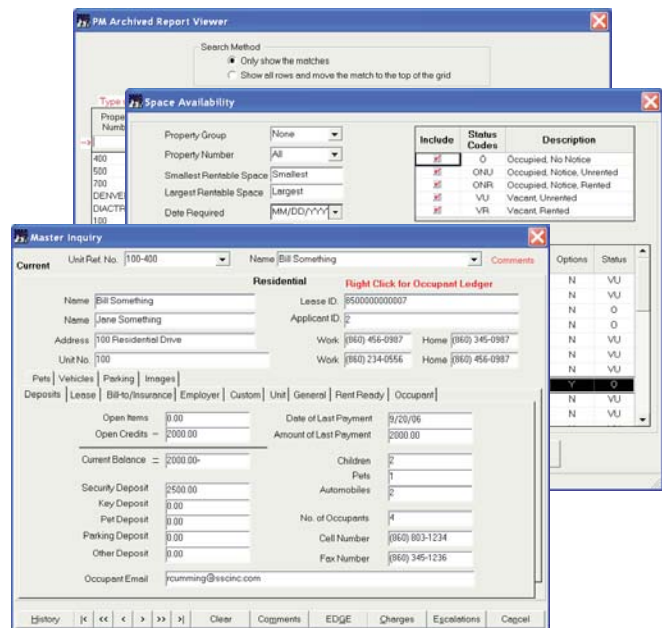 PM Archived Report Viewer
Search Method
Only show the matches
Show all rows and move the match to the top of the grid
Type
Prope
Numb
400
500
700
DENVE
DIACTR
100
Space Availability
Property Group None
Property Number All
Smallest Rentable Space Smallest
Largest Rentable Space Largest
Date Required MM/DD/YYYY
Include Status Codes Description
O Occupied, No Notice
ONU Occupied, Notice, Unrented
ONR Occupied, Notice, Rented
VU Vacant, Unrented
VR Vacant, Rented
Options Status
N VU
N VU
N O
N O
N VU
N VU
N VU
Y O
N VU
N VU
Master Inquiry
Current Unit Ref. No. 100-400 Name Bill Something Comments
Residential Right Click for Occupant Ledger
Name Bill Something Lease ID. 8500000000007
Name Jane Something Applicant ID. 2
Address 100 Residential Drive Work (860) 456-0987 Home (860) 345-0987
Unit No. 100 Work (860) 234-0556 Home (860) 456-0987
Pets Vehicles Parking Images
Deposits Lease Bill-to/Insurance Employer Custom Unit General Rent Ready Occupant
Open Items 0.00 Date of Last Payment 9/20/06
Open Credits - 2000.00 Amount of Last Payment 2000.00
Current Balance = 2000.00- Children 2
Pets 1
Security Deposit 2500.00 Automobiles 2
Key Deposit 0.00
Pet Deposit 0.00 No. of Occupants 4
Parking Deposit 0.00 Cell Number (860) 803-1234
Other Deposit 0.00 Fax Number (860) 345-1236
Occupant Email rcumming@sscinc.com
History |< << < > >> >| Clear Comments EDGE Charges Escalations Cancel